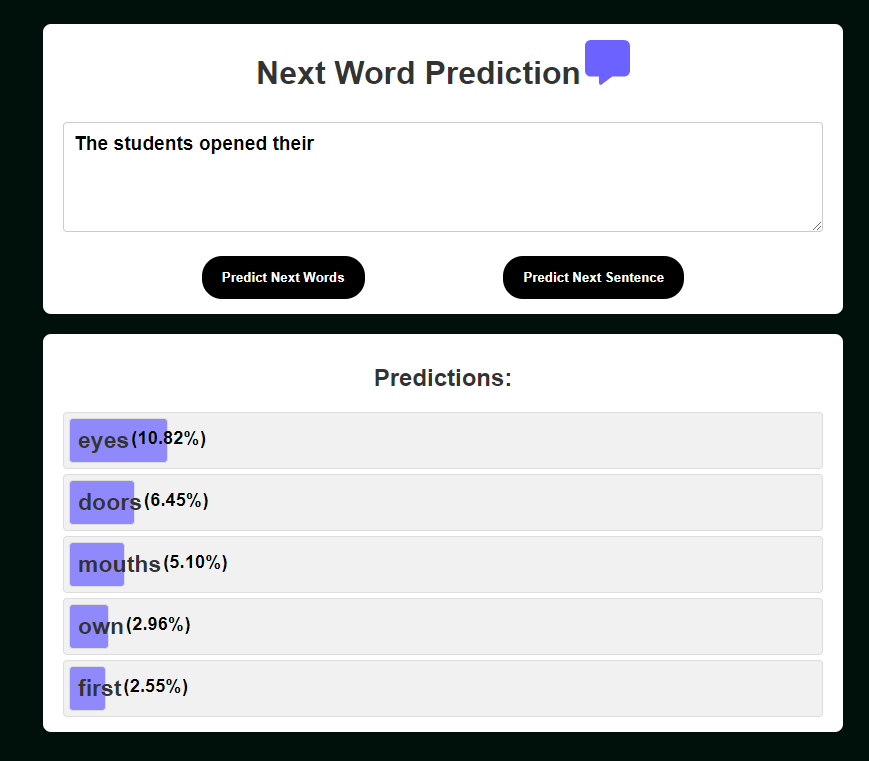 Next Word Prediction
The students opened their
Predict Next Words
Predict Next Sentence
Predictions:
eyes (10.82%)
doors (6.45%)
mouths (5.10%)
own (2.96%)
first (2.55%)